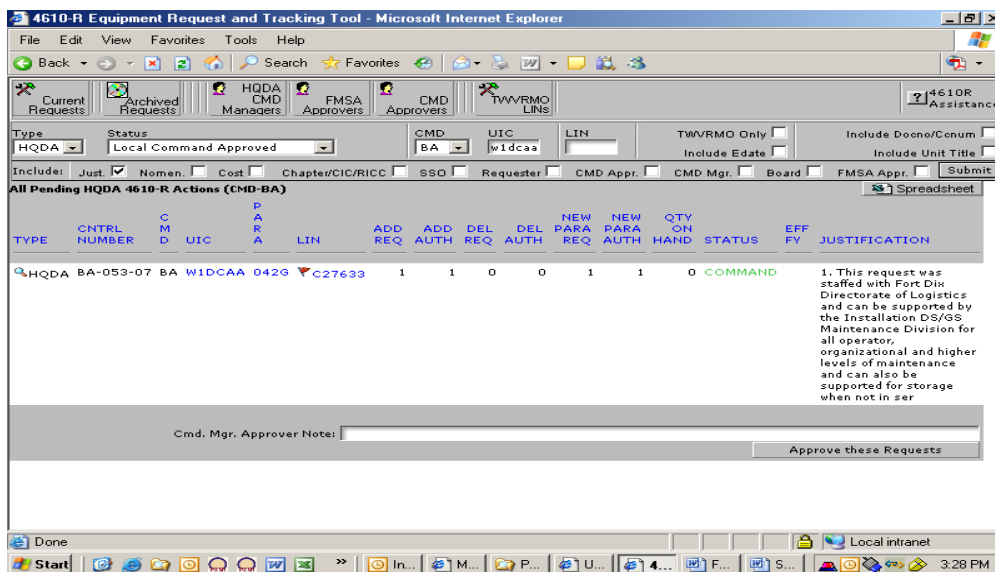 4610-R Equipment Request and Tracking Tool - Microsoft Internet Explorer
File Edit View Favorites Tools Help
Back Search Favorites
Current Requests
Archived Requests
HQDA CMD Managers
FMSA Approvers
CMD Approvers
TWVRMO LINs
4610R Assistance
Type Status CMD UIC LIN TWVRMO Only Include Docno/Ccnum
HQDA Local Command Approved BA w1dcaa Include Edate Include Unit Title
Include: Just. Nomen. Cost Chapter/CIC/RICC SSO Requester CMD Appr. CMD Mgr. Board FMSA Appr. Submit
All Pending HQDA 4610-R Actions (CMD-BA) Spreadsheet
TYPE CNTRL NUMBER CMD UIC PARA LIN ADD REQ ADD AUTH DEL REQ DEL AUTH NEW PARA REQ NEW PARA AUTH QTY ON HAND STATUS EFF FY JUSTIFICATION
HQDA BA-053-07 BA W1DCAA 042G C27633 1 1 0 0 1 1 0 COMMAND
1. This request was
staffed with Fort Dix
Directorate of Logistics
and can be supported by
the Installation DS/GS
Maintenance Division for
all operator,
organizational and higher
levels of maintenance
and can also be
supported for storage
when not in ser
Cmd. Mgr. Approver Note:
Approve these Requests
Done Local intranet
Start » In... M... P... U... 4... F... S... 3:28 PM